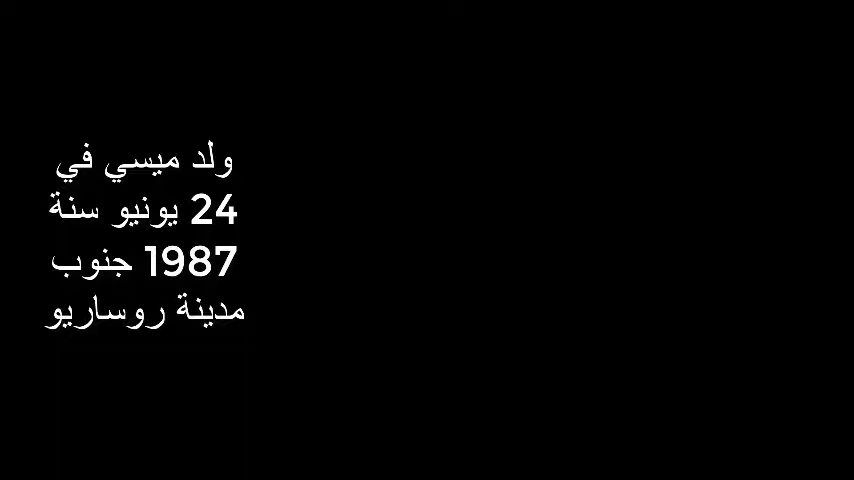 ولد ميسي في
24 يونيو سنة
1987 جنوب
مدينة روساريو